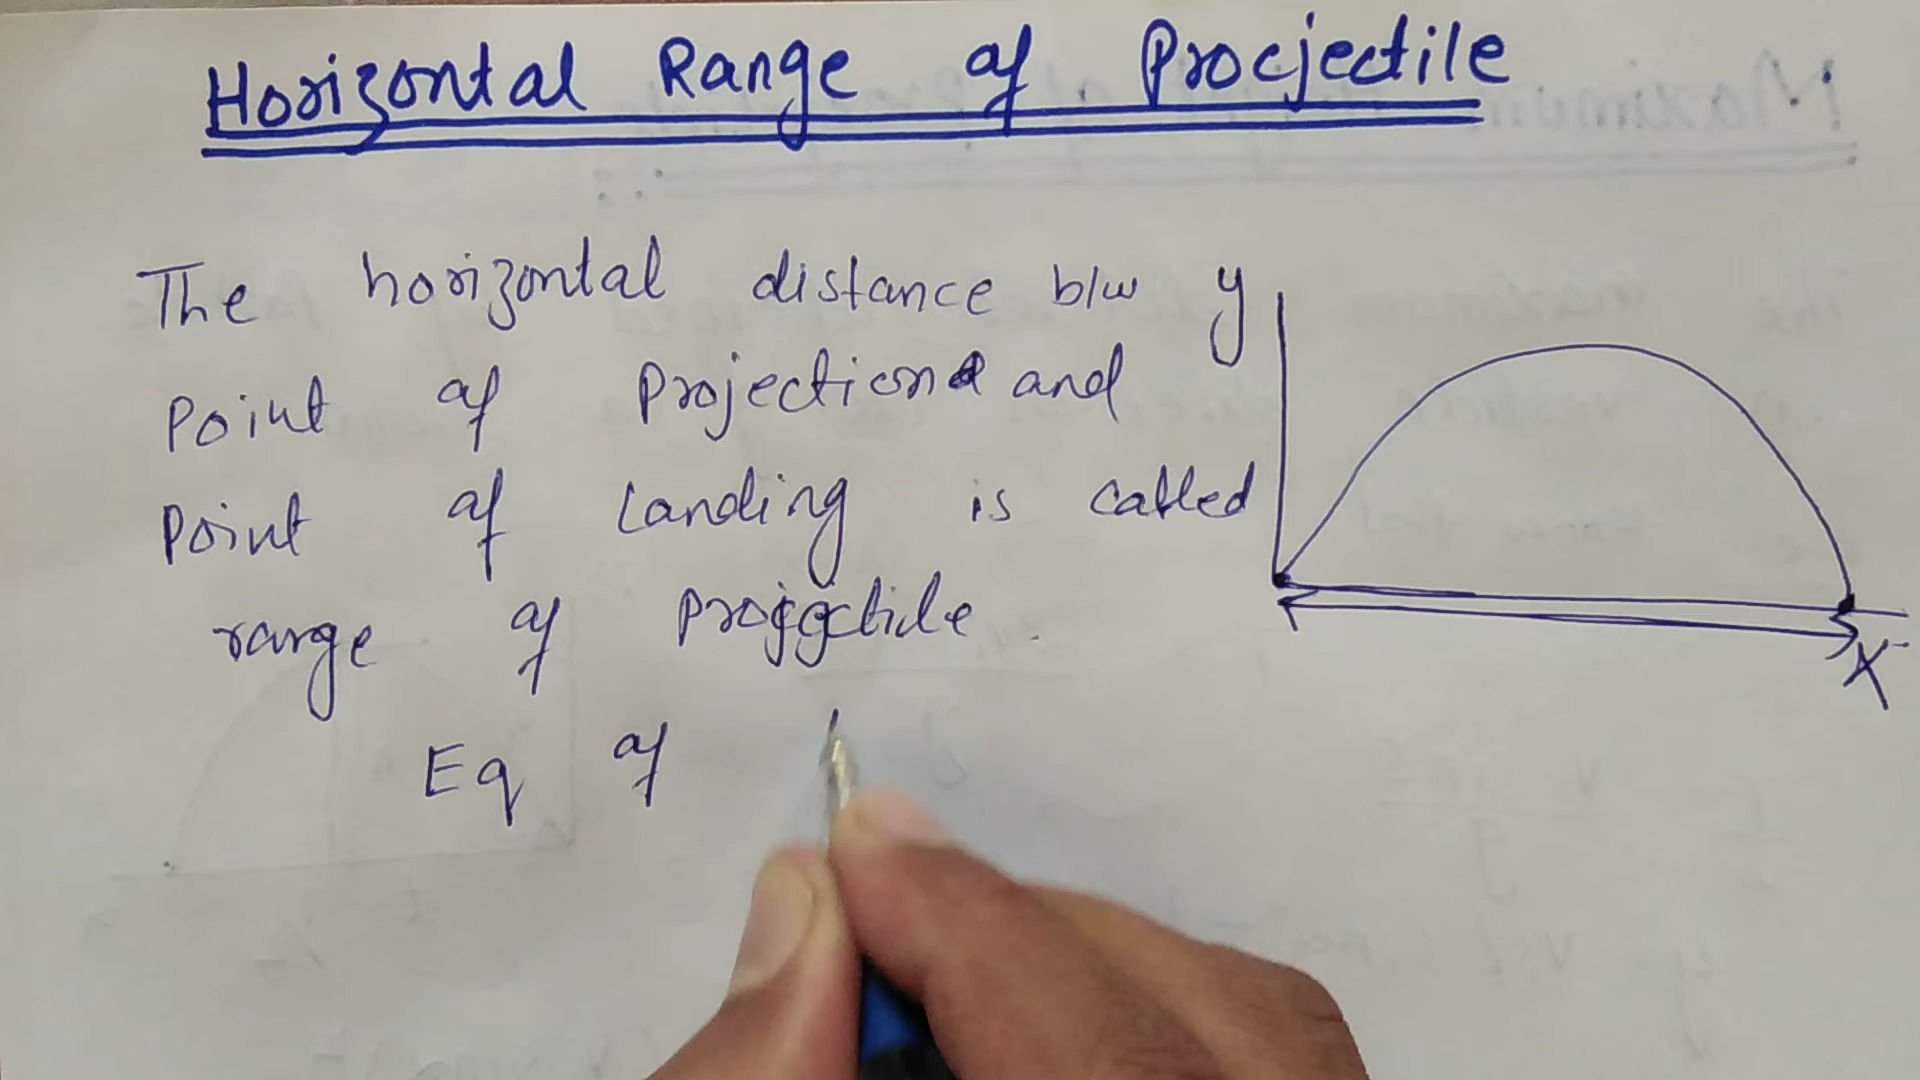 Horizontal Range of Procjectile
The horizontal distance b/w
Point of Projection and
Point of Landing is called
range of projectile .
Eq of
y
X